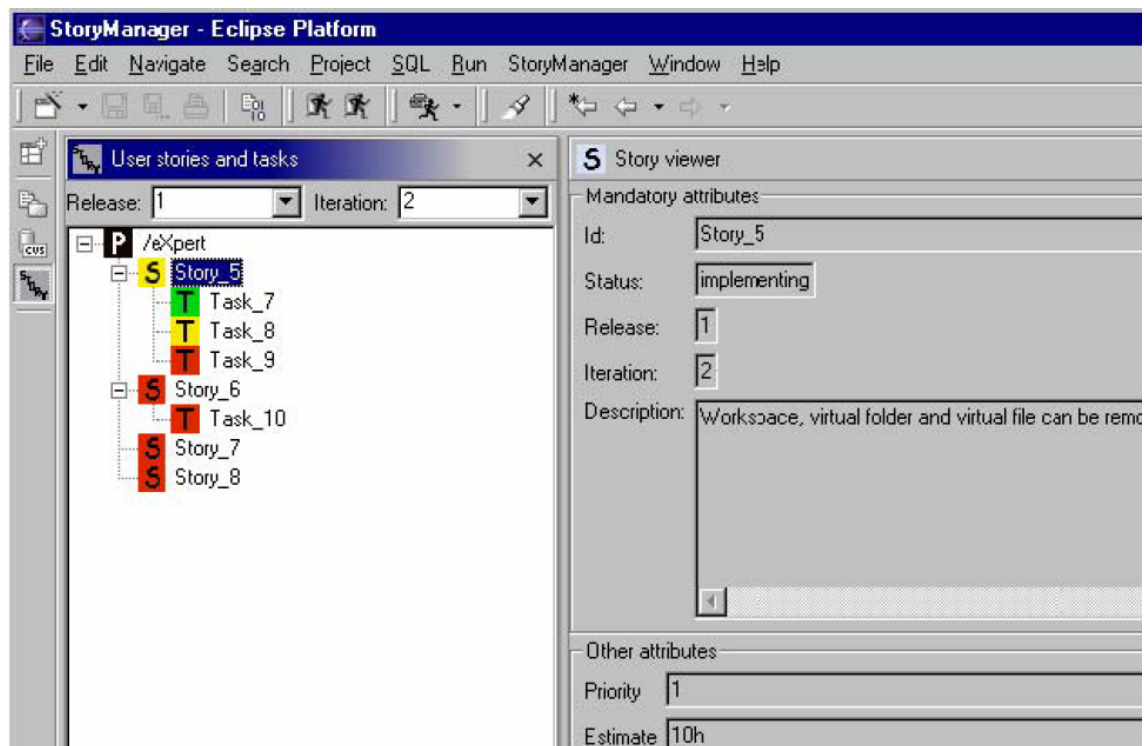 StoryManager - Eclipse Platform
File Edit Navigate Search Project SQL Run StoryManager Window Help
User stories and tasks
Release: 1 Iteration: 2
P /eXpert
S Story_5
T Task_7
T Task_8
T Task_9
S Story_6
T Task_10
S Story_7
S Story_8
CVS
STORY
S Story viewer
Mandatory attributes
Id: Story_5
Status: implementing
Release: 1
Iteration: 2
Description: Workspace, virtual folder and virtual file can be remo
Other attributes
Priority 1
Estimate 10h